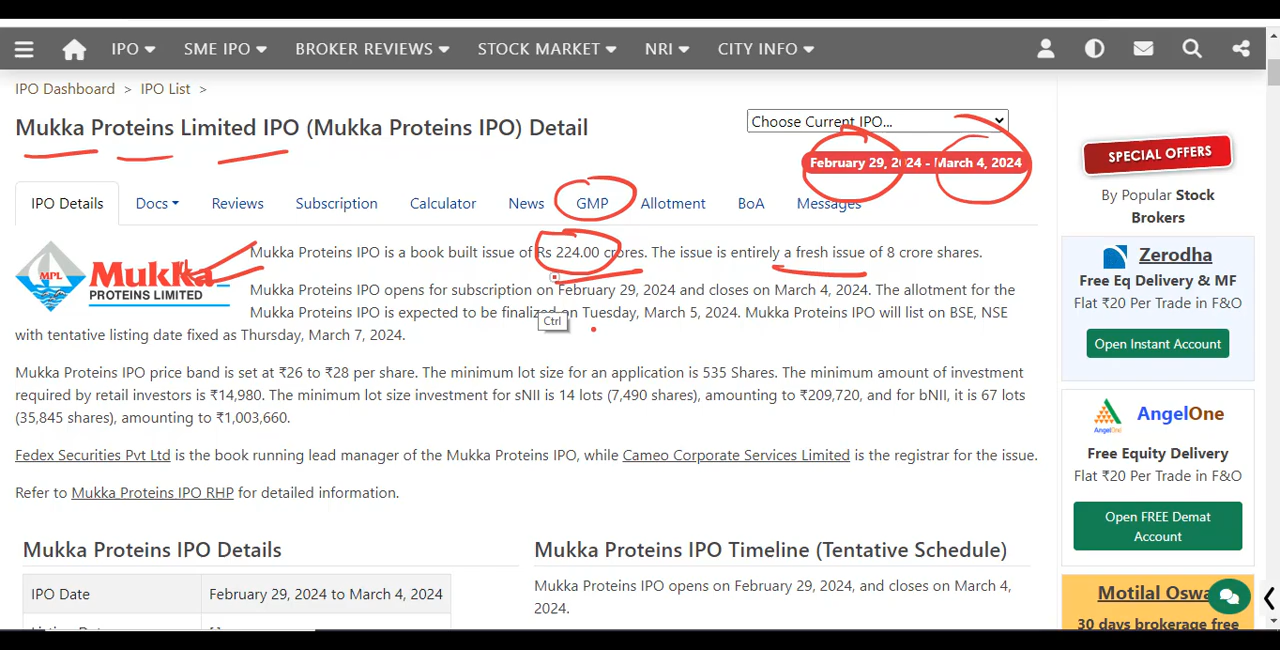 IPO SME IPO BROKER REVIEWS STOCK MARKET NRI CITY INFO
IPO Dashboard > IPO List >
Mukka Proteins Limited IPO (Mukka Proteins IPO) Detail
Choose Current IPO...
February 29, 2024 - March 4, 2024
IPO Details Docs Reviews Subscription Calculator News GMP Allotment BoA Messages
MPL
Mukka
PROTEINS LIMITED
Mukka Proteins IPO is a book built issue of Rs 224.00 crores. The issue is entirely a fresh issue of 8 crore shares.
Mukka Proteins IPO opens for subscription on February 29, 2024 and closes on March 4, 2024. The allotment for the
Mukka Proteins IPO is expected to be finalized on Tuesday, March 5, 2024. Mukka Proteins IPO will list on BSE, NSE
with tentative listing date fixed as Thursday, March 7, 2024.
Ctrl
Mukka Proteins IPO price band is set at ₹26 to ₹28 per share. The minimum lot size for an application is 535 Shares. The minimum amount of investment
required by retail investors is ₹14,980. The minimum lot size investment for sNII is 14 lots (7,490 shares), amounting to ₹209,720, and for bNII, it is 67 lots
(35,845 shares), amounting to ₹1,003,660.
Fedex Securities Pvt Ltd is the book running lead manager of the Mukka Proteins IPO, while Cameo Corporate Services Limited is the registrar for the issue.
Refer to Mukka Proteins IPO RHP for detailed information.
Mukka Proteins IPO Details
IPO Date February 29, 2024 to March 4, 2024
Mukka Proteins IPO Timeline (Tentative Schedule)
Mukka Proteins IPO opens on February 29, 2024, and closes on March 4,
2024.
SPECIAL OFFERS
By Popular Stock
Brokers
Zerodha
Free Eq Delivery & MF
Flat ₹20 Per Trade in F&O
Open Instant Account
AngelOne
AngelOne
Free Equity Delivery
Flat ₹20 Per Trade in F&O
Open FREE Demat
Account
Motilal Oswa
30 days brokerage free